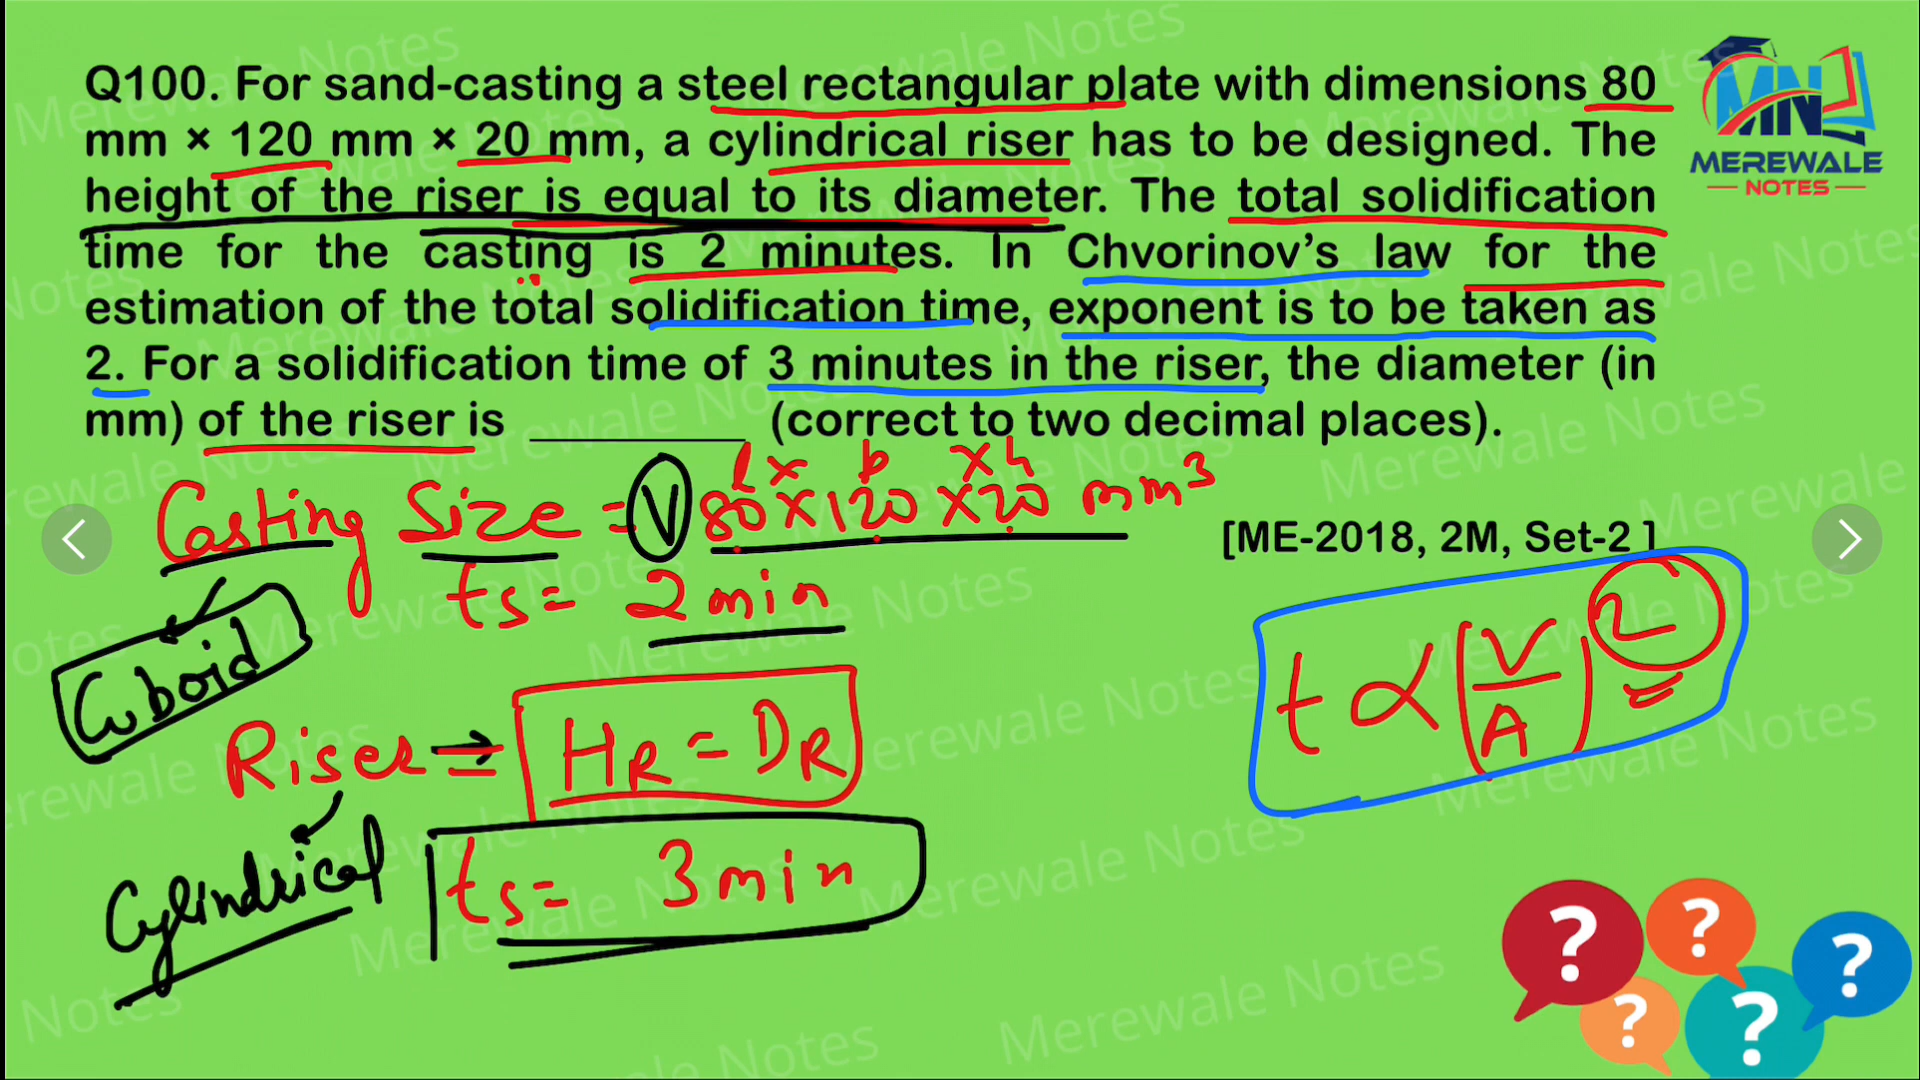 Q100. For sand-casting a steel rectangular plate with dimensions 80
mm × 120 mm × 20 mm, a cylindrical riser has to be designed. The
height of the riser is equal to its diameter. The total solidification
time for the casting is 2 minutes. In Chvorinov's law for the
estimation of the total solidification time, exponent is to be taken as
2. For a solidification time of 3 minutes in the riser, the diameter (in
mm) of the riser is __________ (correct to two decimal places).
MN
MEREWALE
NOTES
l × b × h
Casting Size = V 80×120×20 mm³
[ME-2018, 2M, Set-2 ]
ts = 2 min
Cuboid
t ∝ (V/A)²
Riser ⇒ HR = DR
Cylindrical
ts = 3 min
? ? ?
? ?
Merewale Notes